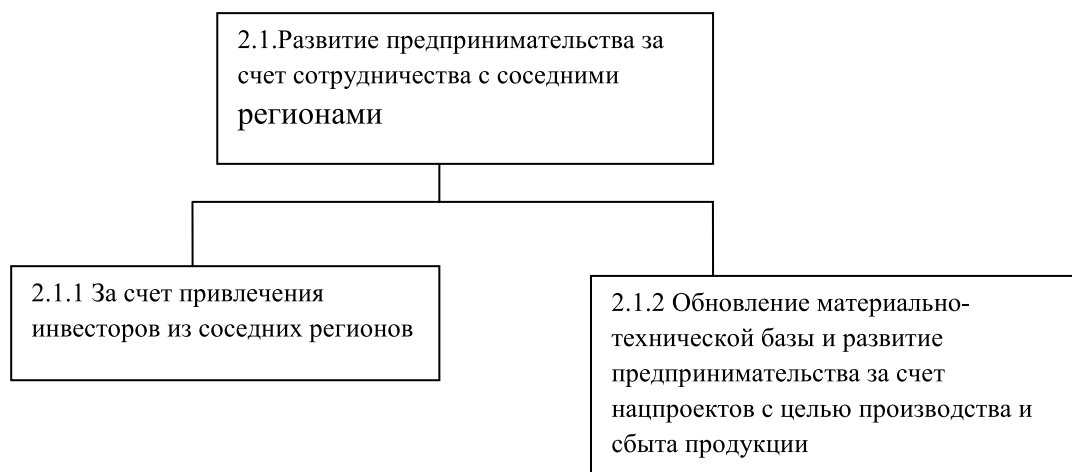 2.1.Развитие предпринимательства за
счет сотрудничества с соседними
регионами
2.1.1 За счет привлечения
инвесторов из соседних регионов
2.1.2 Обновление материально-
технической базы и развитие
предпринимательства за счет
нацпроектов с целью производства и
сбыта продукции